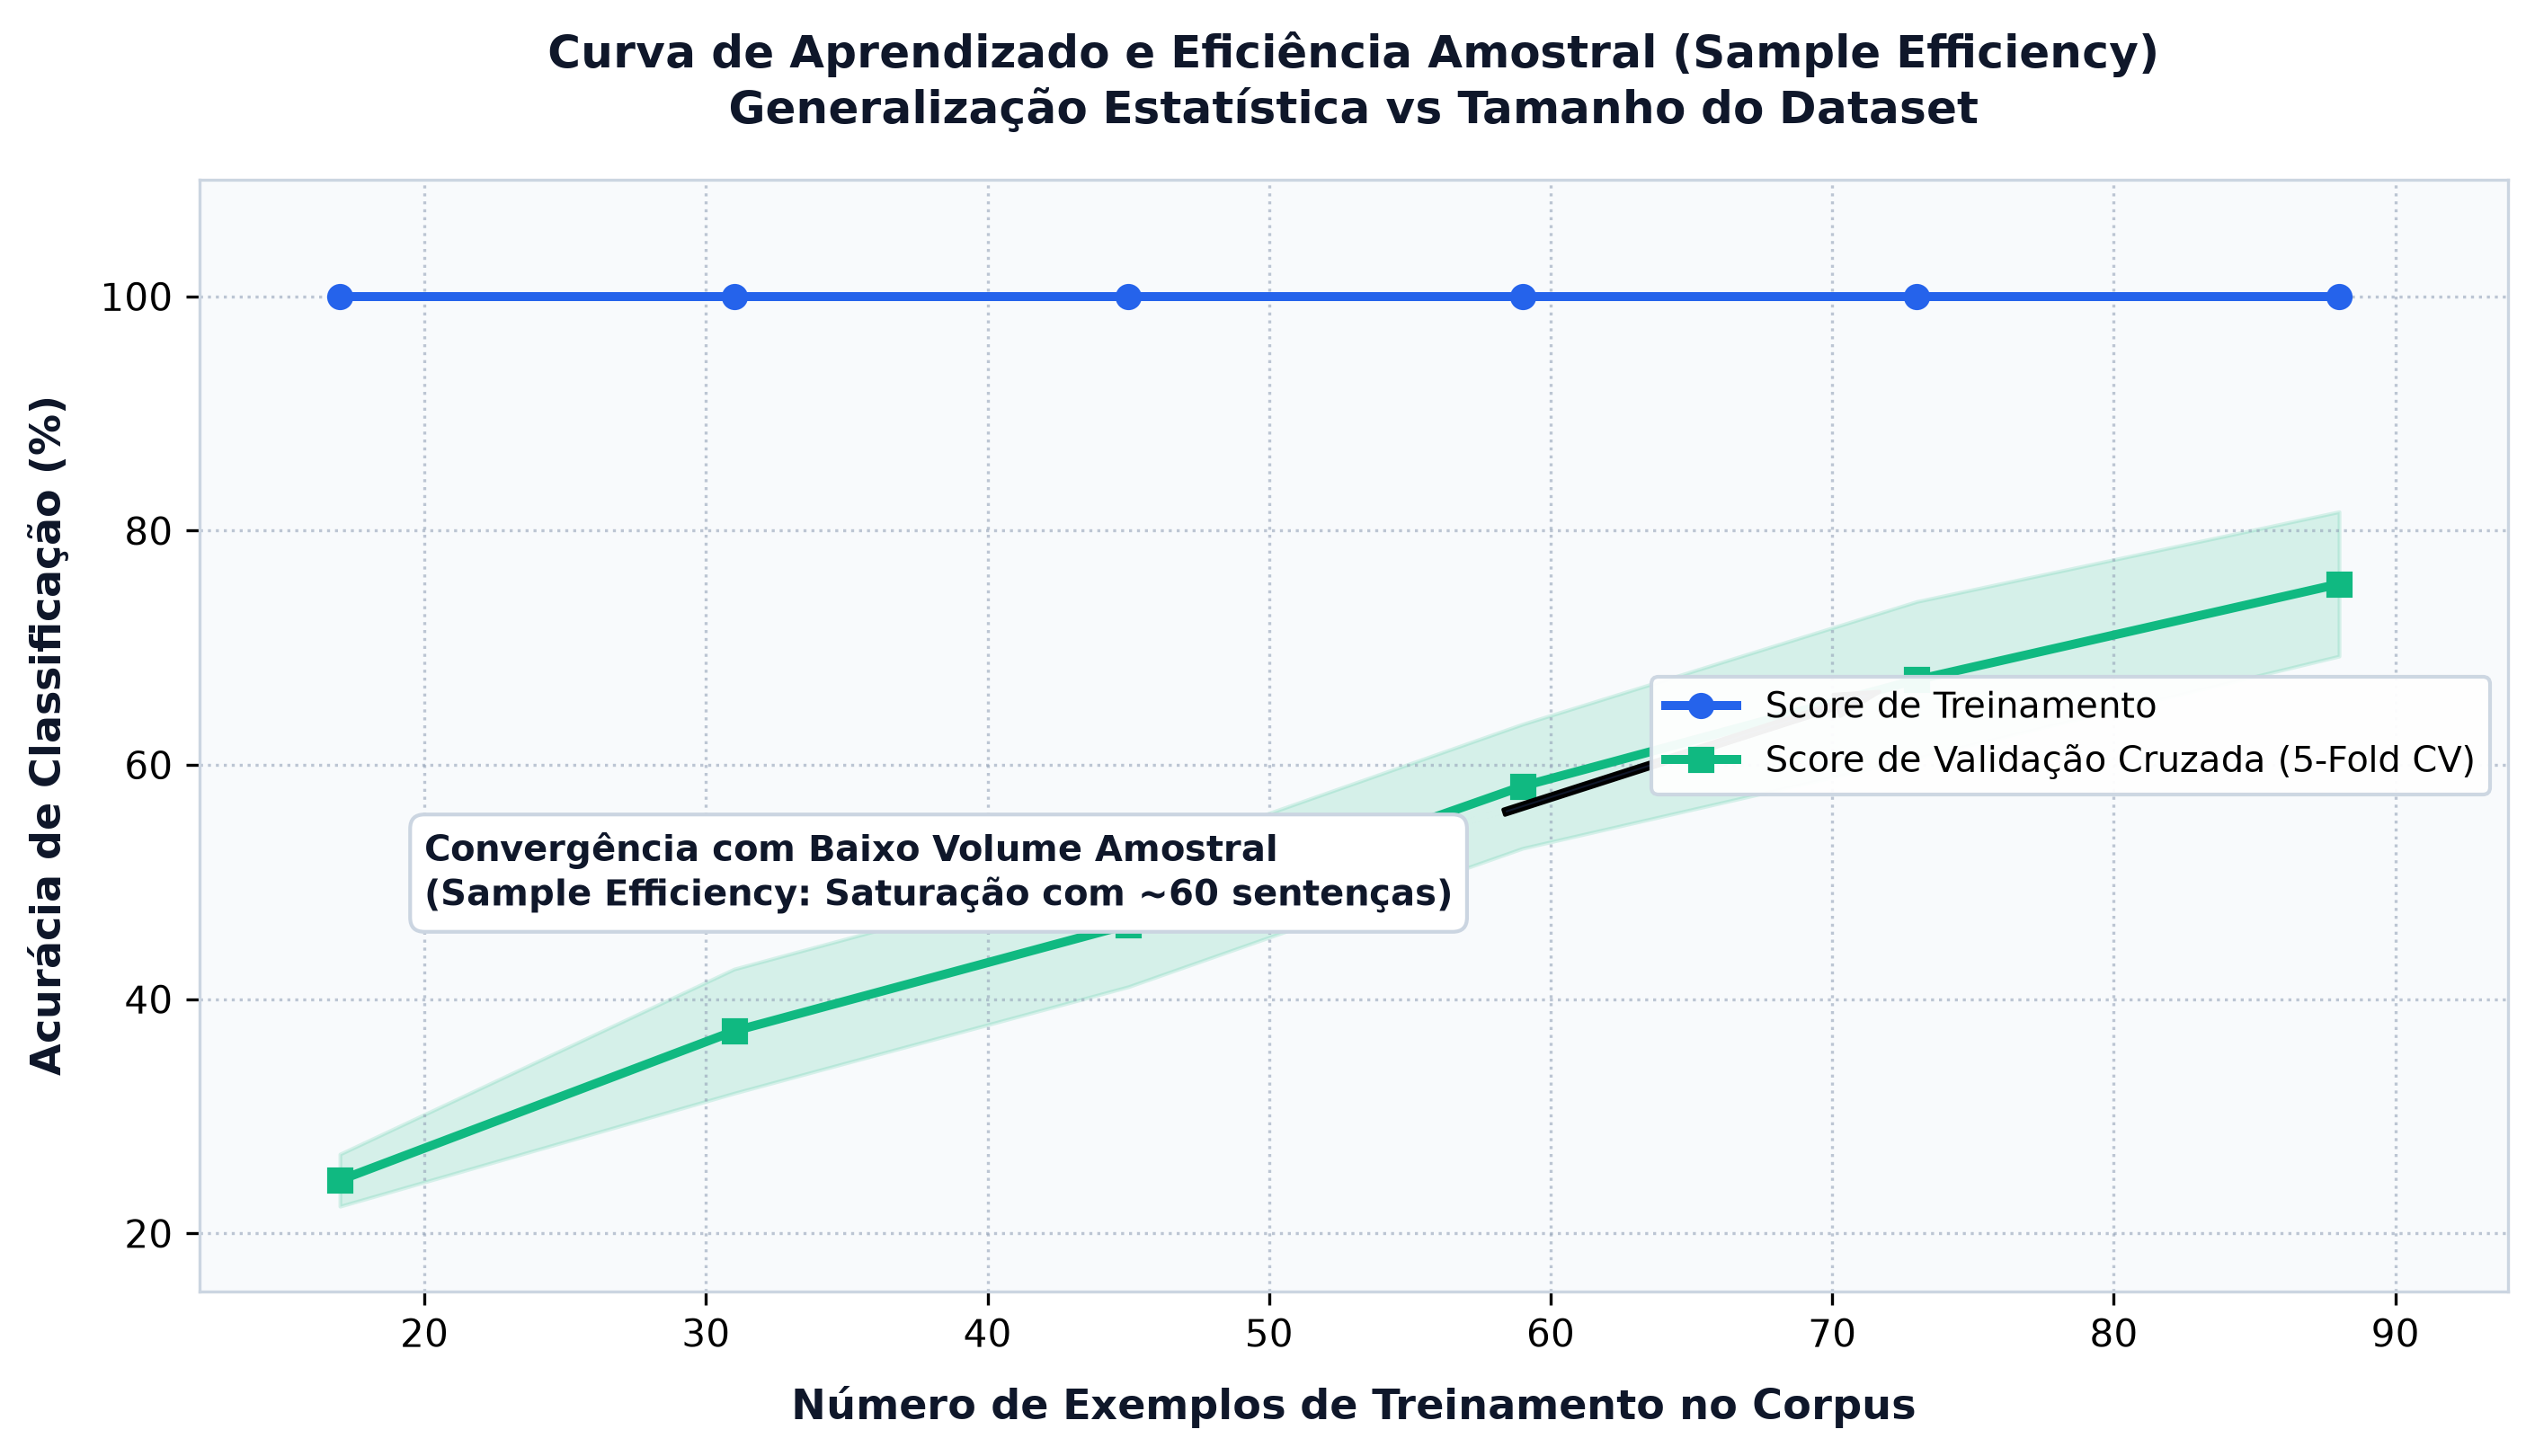 Curva de Aprendizado e Eficiência Amostral (Sample Efficiency)
Generalização Estatística vs Tamanho do Dataset
Acurácia de Classificação (%)
100
80
60
40
20
Score de Treinamento
Score de Validação Cruzada (5-Fold CV)
Convergência com Baixo Volume Amostral
(Sample Efficiency: Saturação com ~60 sentenças)
20 30 40 50 60 70 80 90
Número de Exemplos de Treinamento no Corpus